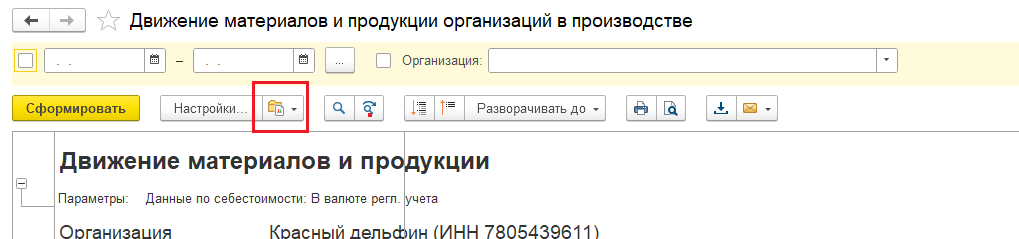 Движение материалов и продукции организаций в производстве
. . – . . ... Организация:
Сформировать Настройки... Разворачивать до
Движение материалов и продукции
Параметры: Данные по себестоимости: В валюте регл. учета
Организация Красный дельфин (ИНН 7805439611)